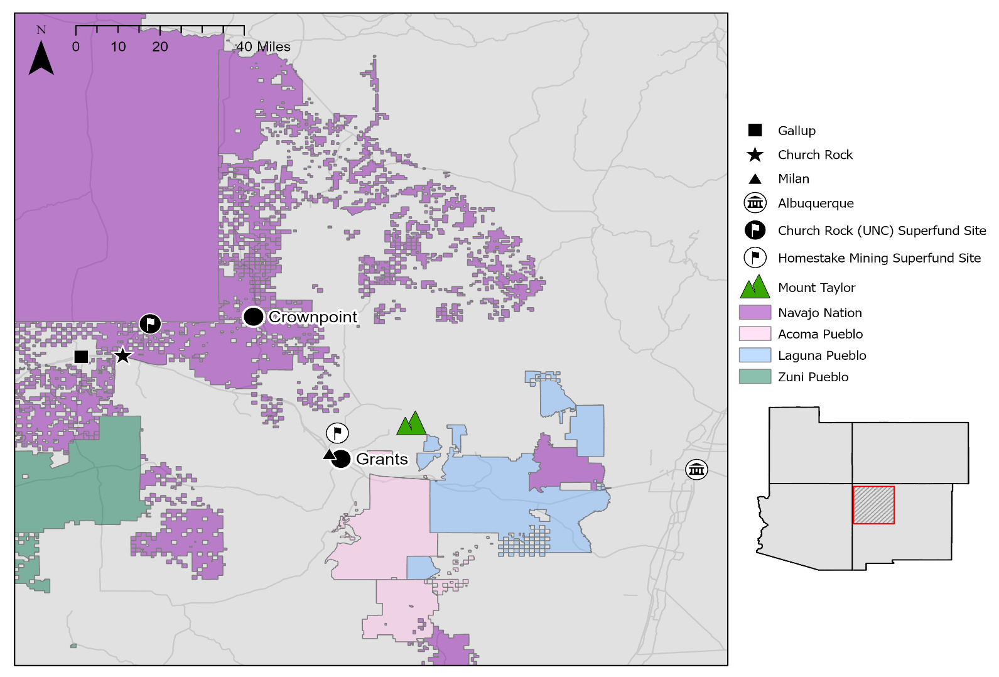 N
0 10 20 40 Miles
Crownpoint
Grants
Gallup
Church Rock
Milan
Albuquerque
Church Rock (UNC) Superfund Site
Homestake Mining Superfund Site
Mount Taylor
Navajo Nation
Acoma Pueblo
Laguna Pueblo
Zuni Pueblo